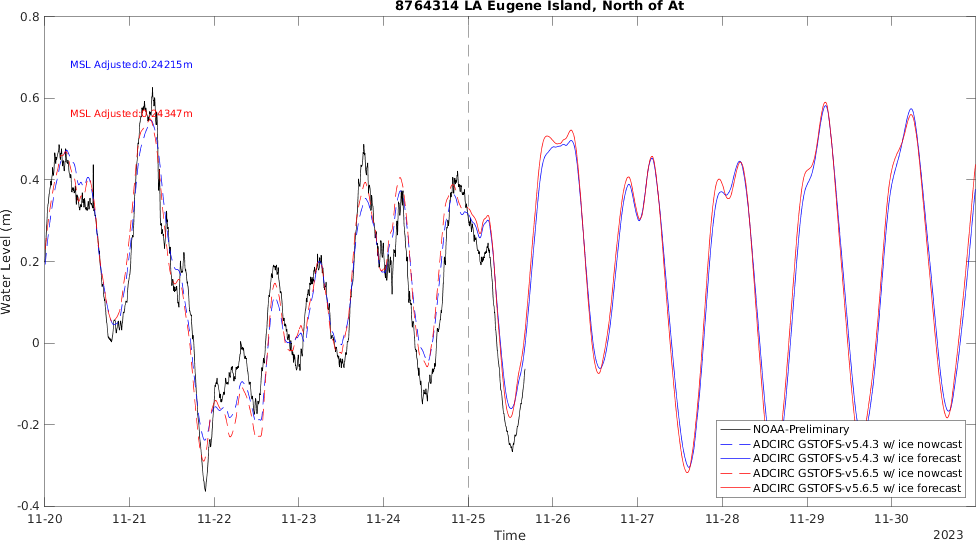 8764314 LA Eugene Island, North of At
0.8
MSL Adjusted:0.24215m
0.6
MSL Adjusted:0.24347m
0.4
Water Level (m)
0.2
0
-0.2
NOAA-Preliminary
ADCIRC GSTOFS-v5.4.3 w/ ice nowcast
ADCIRC GSTOFS-v5.4.3 w/ ice forecast
ADCIRC GSTOFS-v5.6.5 w/ ice nowcast
ADCIRC GSTOFS-v5.6.5 w/ ice forecast
-0.4
11-20 11-21 11-22 11-23 11-24 11-25 11-26 11-27 11-28 11-29 11-30
Time
2023